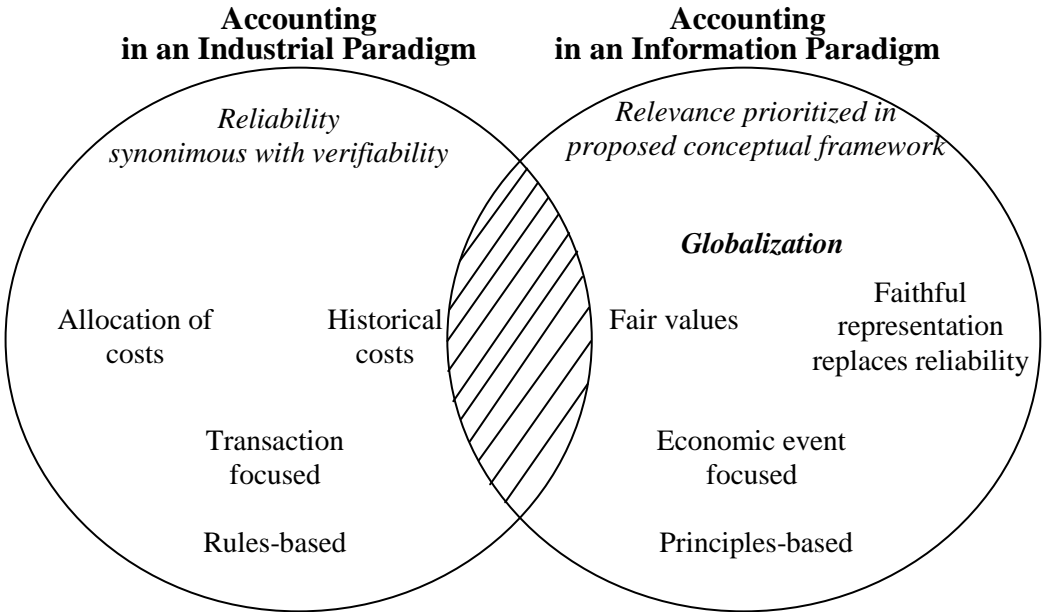 Accounting
in an Industrial Paradigm
Accounting
in an Information Paradigm
Reliability
synonimous with verifiability
Relevance prioritized in
proposed conceptual framework
Globalization
Allocation of
costs
Historical
costs
Fair values
Faithful
representation
replaces reliability
Transaction
focused
Economic event
focused
Rules-based
Principles-based